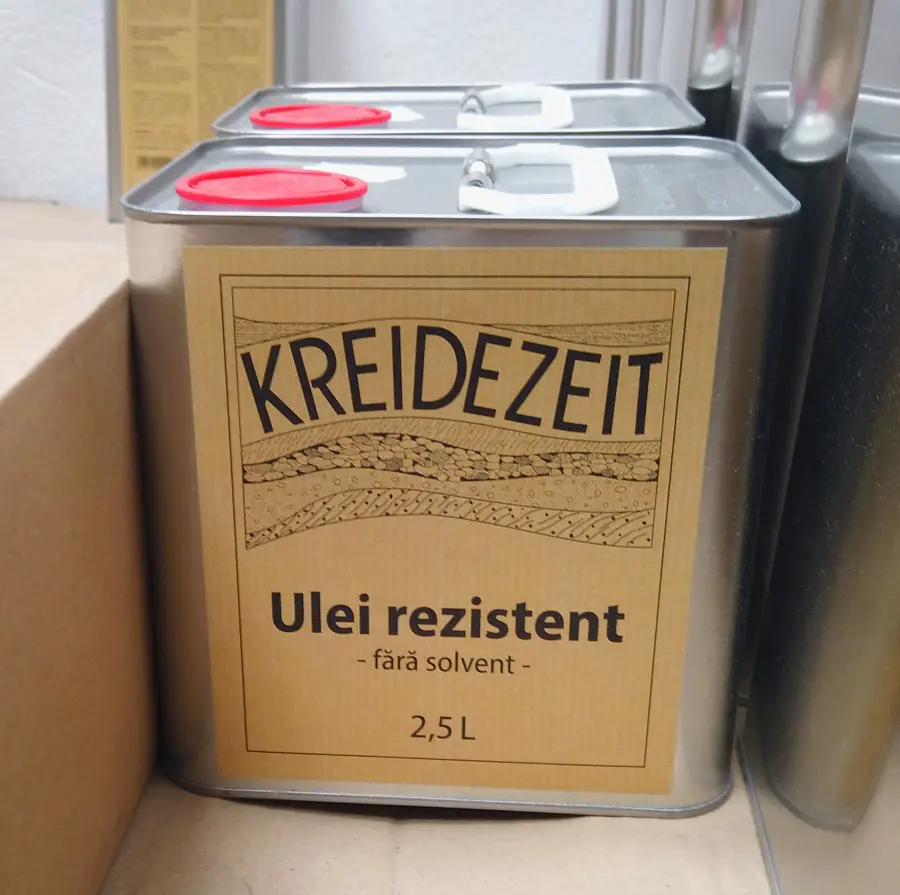 KREIDEZEIT
Ulei rezistent
- fără solvent -
2,5 L